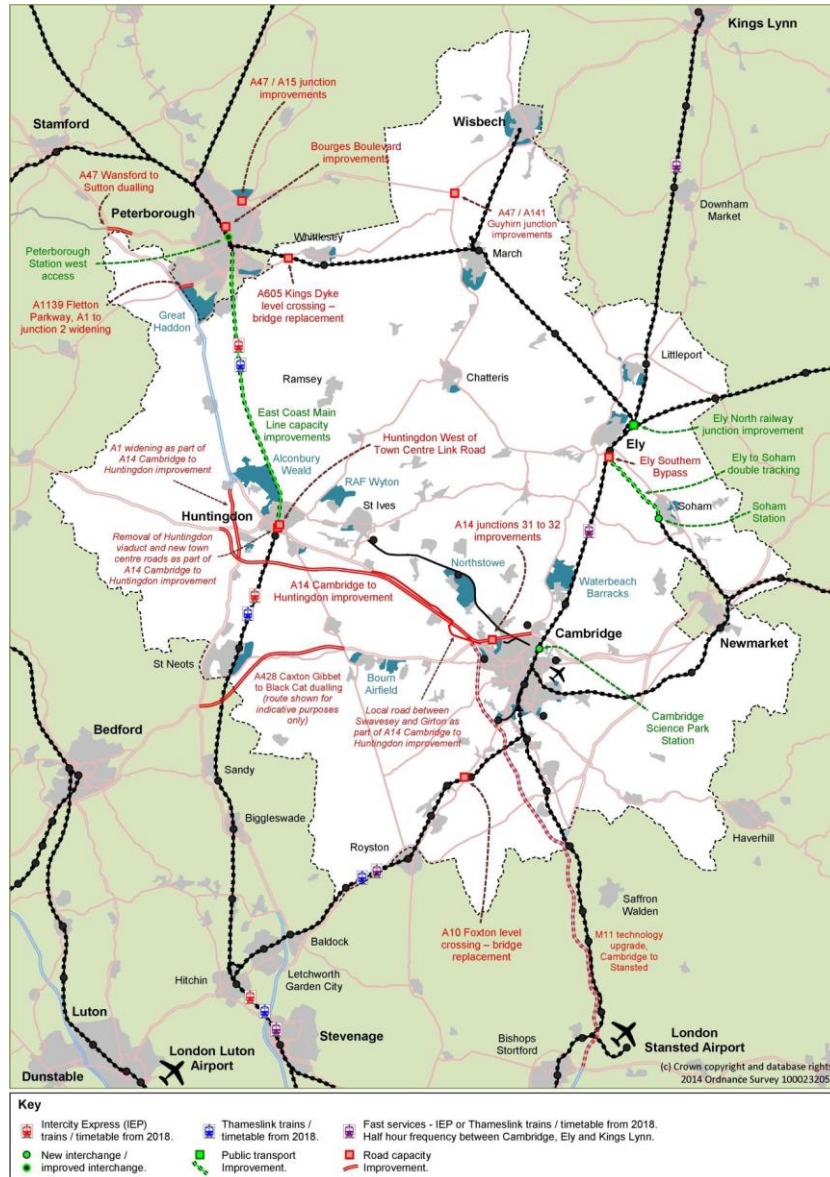 Kings Lynn
A47 / A15 junction
improvements
Stamford
Wisbech
Bourges Boulevard
improvements
A47 Wansford to
Sutton dualling
Peterborough
Downham
Market
A47 / A141
Guyhirn junction
improvements
Whittlesey
March
Peterborough
Station west
access
A605 Kings Dyke
level crossing –
bridge replacement
A1139 Fletton
Parkway, A1 to
junction 2 widening
Great
Haddon
Littleport
Ramsey
Chatteris
East Coast Main
Line capacity
improvements
Ely North railway
junction improvement
Ely
Huntingdon West of
Town Centre Link Road
A1 widening as part of
A14 Cambridge to
Huntingdon improvement
Alconbury
Weald
Ely Southern
Bypass
Ely to Soham
double tracking
RAF Wyton
Soham
Soham
Station
Huntingdon
St Ives
A14 junctions 31 to 32
improvements
Removal of Huntingdon
viaduct and new town
centre roads as part of
A14 Cambridge to
Huntingdon improvement
Northstowe
A14 Cambridge to
Huntingdon improvement
Waterbeach
Barracks
Cambridge
Newmarket
St Neots
A428 Caxton Gibbet
to Black Cat dualling
(route shown for
indicative purposes
only)
Bourn
Airfield
Local road between
Swavesey and Girton as
part of A14 Cambridge to
Huntingdon improvement
Cambridge
Science Park
Station
Bedford
Sandy
Biggleswade
Royston
Haverhill
Saffron
Walden
A10 Foxton level
crossing – bridge
replacement
M11 technology
upgrade,
Cambridge to
Stansted
Baldock
Hitchin
Letchworth
Garden City
Luton
Stevenage
Bishops
Stortford
London
Stansted Airport
London Luton
Airport
Dunstable
(c) Crown copyright and database rights
2014 Ordnance Survey 100023205
Key
Intercity Express (IEP)
trains / timetable from 2018.
Thameslink trains /
timetable from 2018.
Fast services - IEP or Thameslink trains / timetable from 2018.
Half hour frequency between Cambridge, Ely and Kings Lynn.
New interchange /
improved interchange.
Public transport
Improvement.
Road capacity
Improvement.